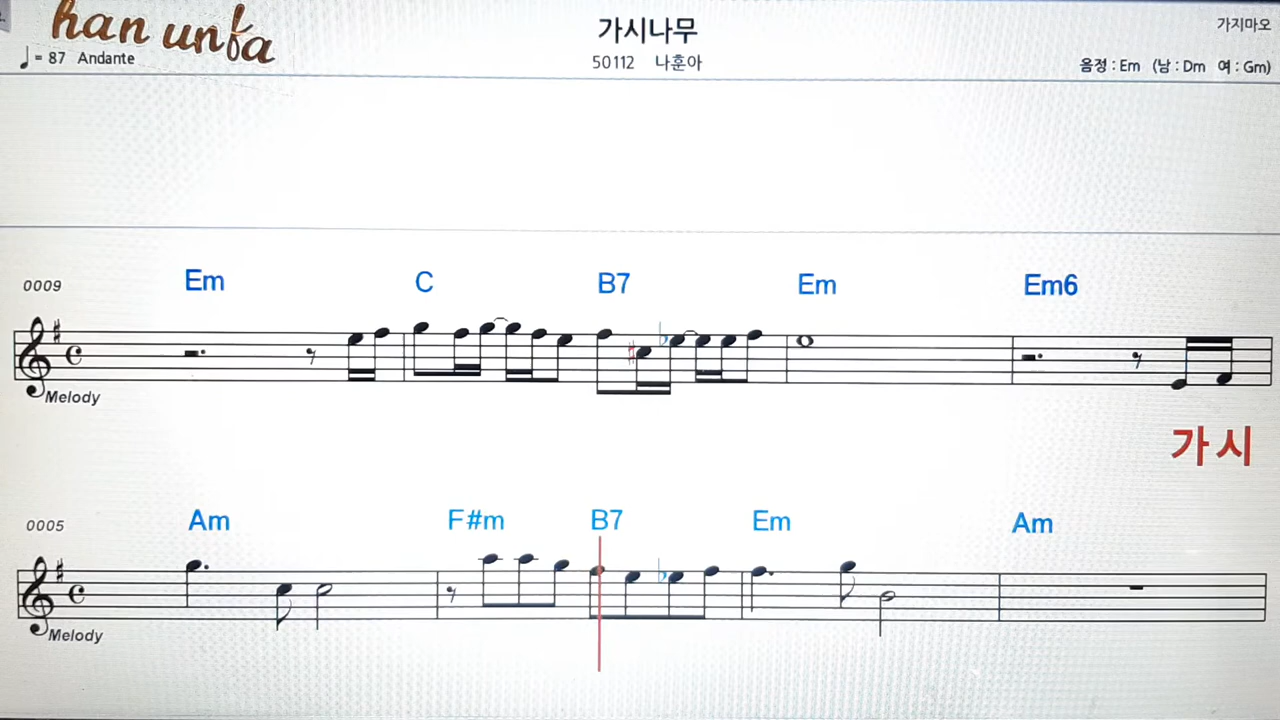 han unfa
가시나무
가지마오
♩= 87 Andante
50112 나훈아
음정 : Em (남 : Dm 여 : Gm)
0009
Em C B7 Em Em6
Melody
가 시
0005
Am F#m B7 Em Am
Melody